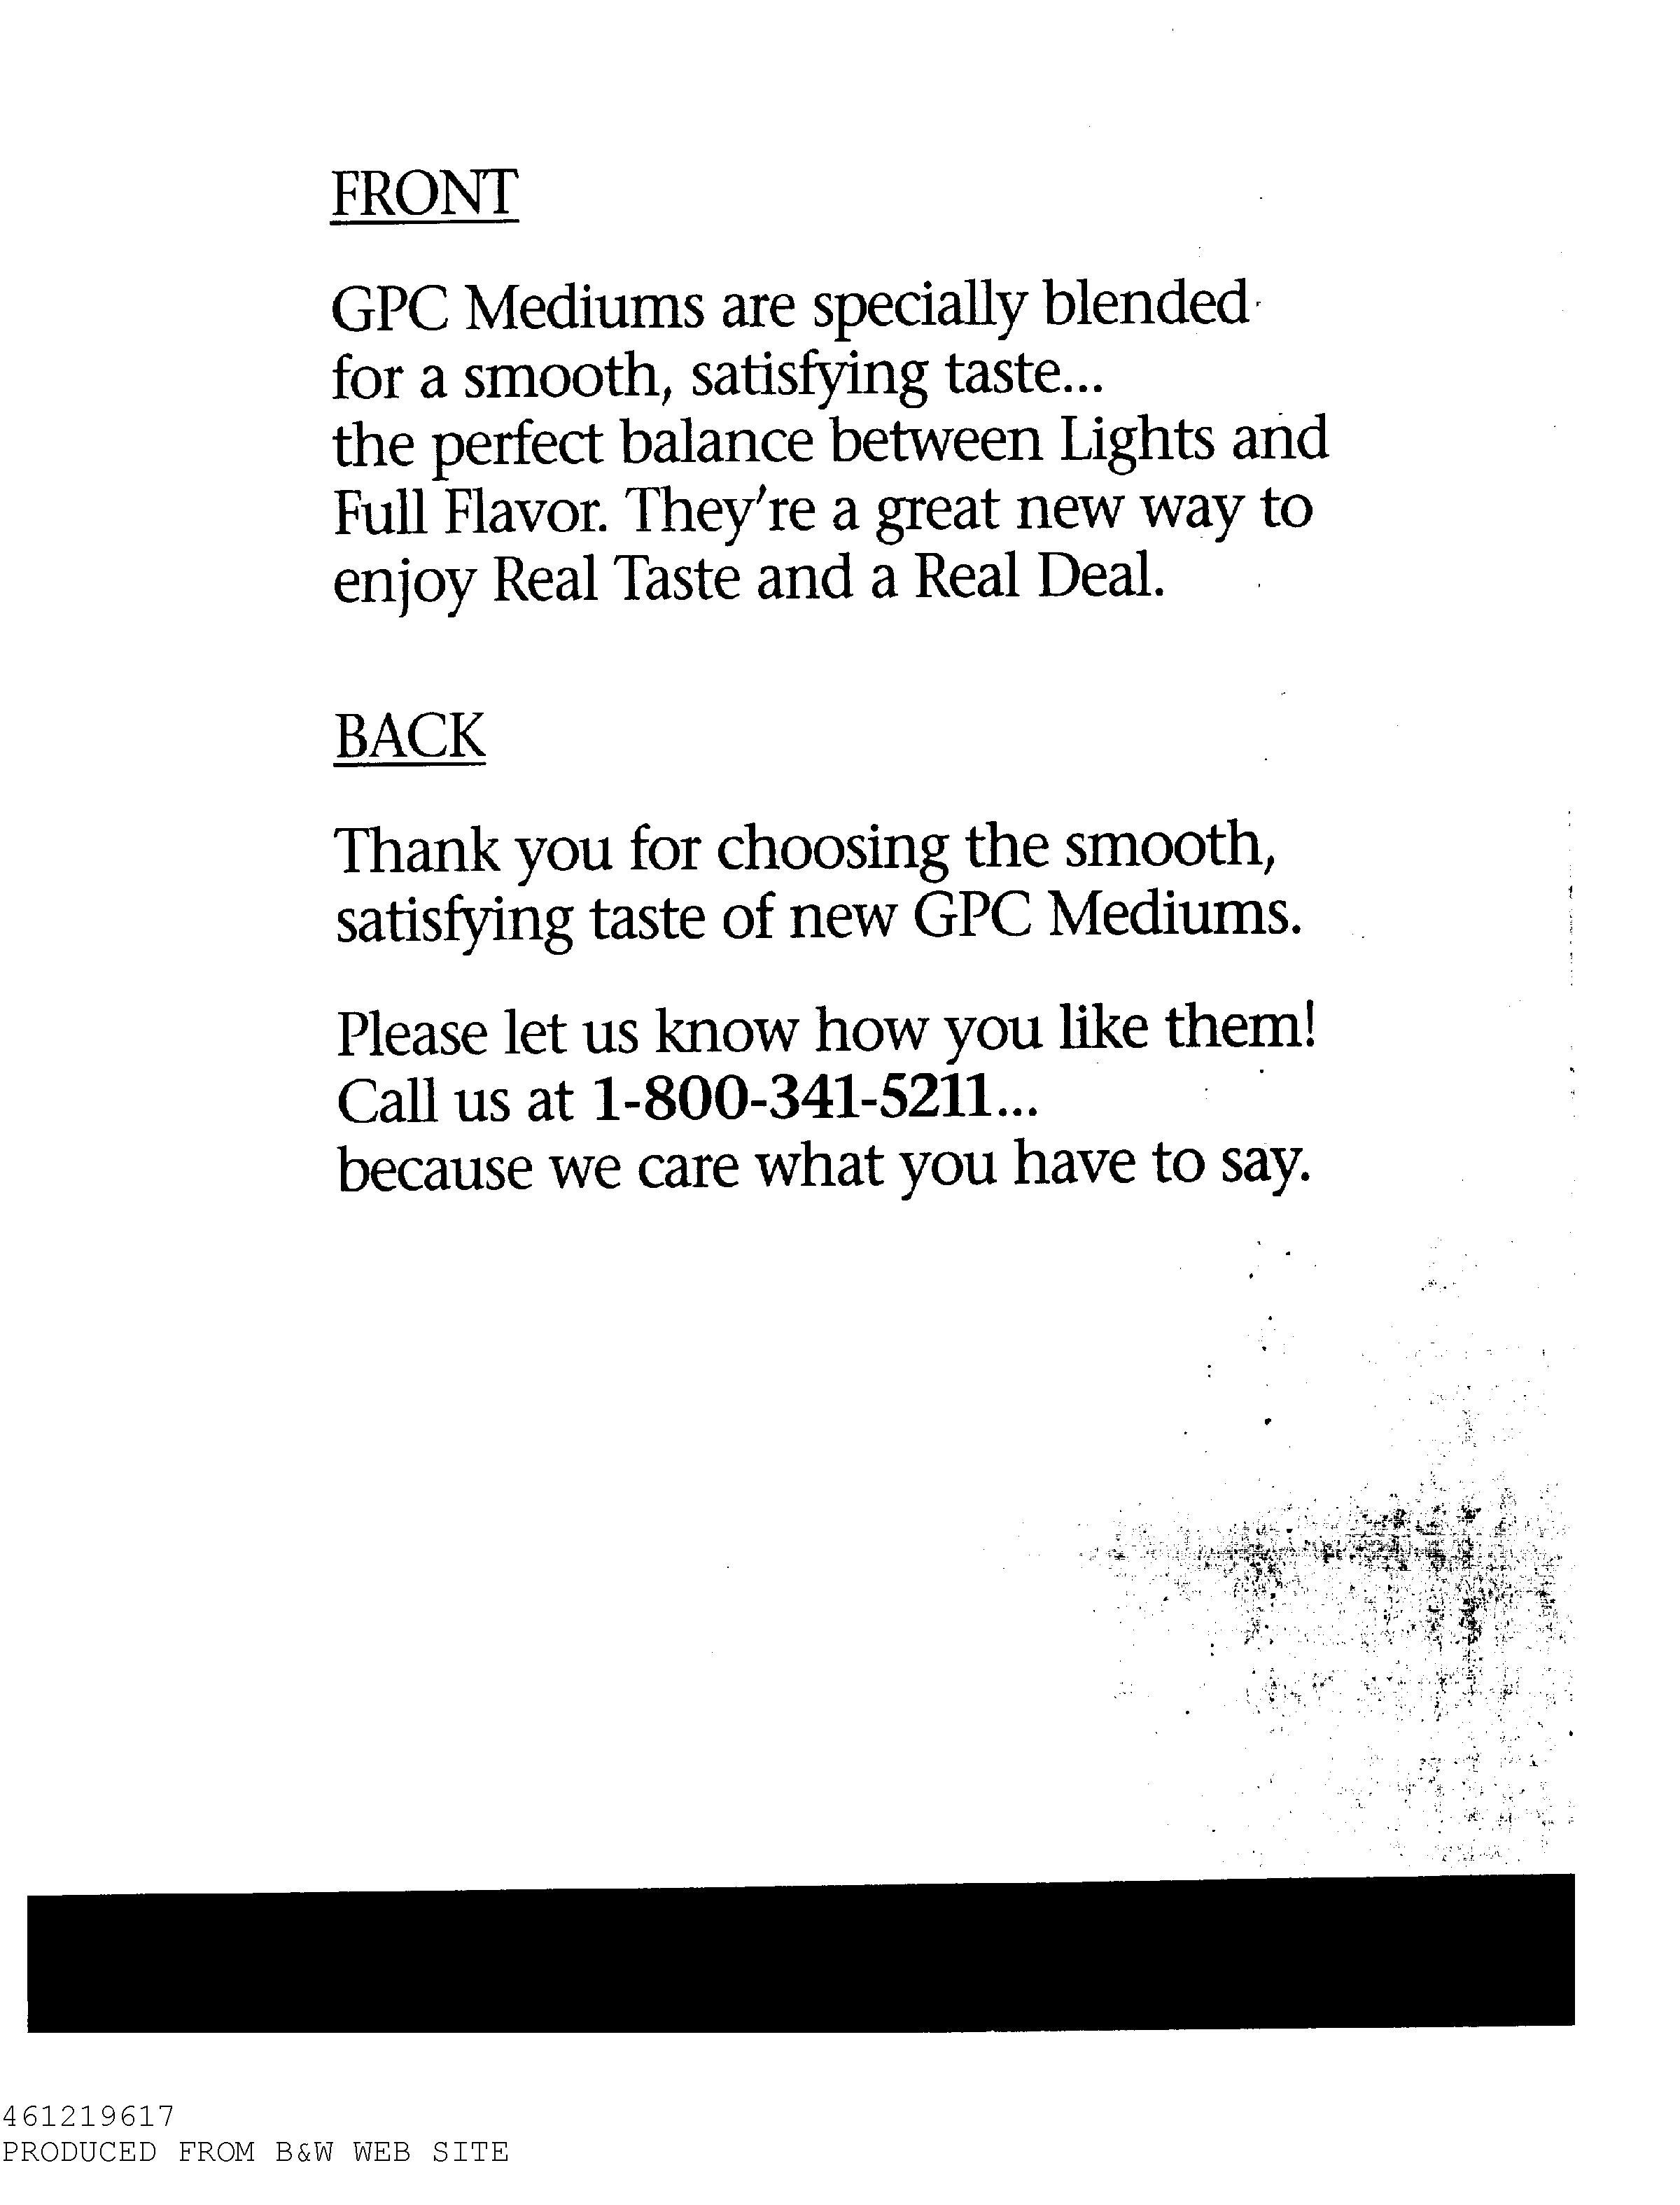 FRONT
GPC Mediums are specially blended
for a smooth, satisfying taste...
the perfect balance between Lights and
Full Flavor. They're a great new way to
enjoy Real Taste and a Real Deal.
BACK
Thank you for choosing the smooth,
satisfying taste of new GPC Mediums.
Please let us know how you like them!
Call us at 1-800-341-5211...
because we care what you have to say.
461219617
PRODUCED FROM B&W WEB SITE